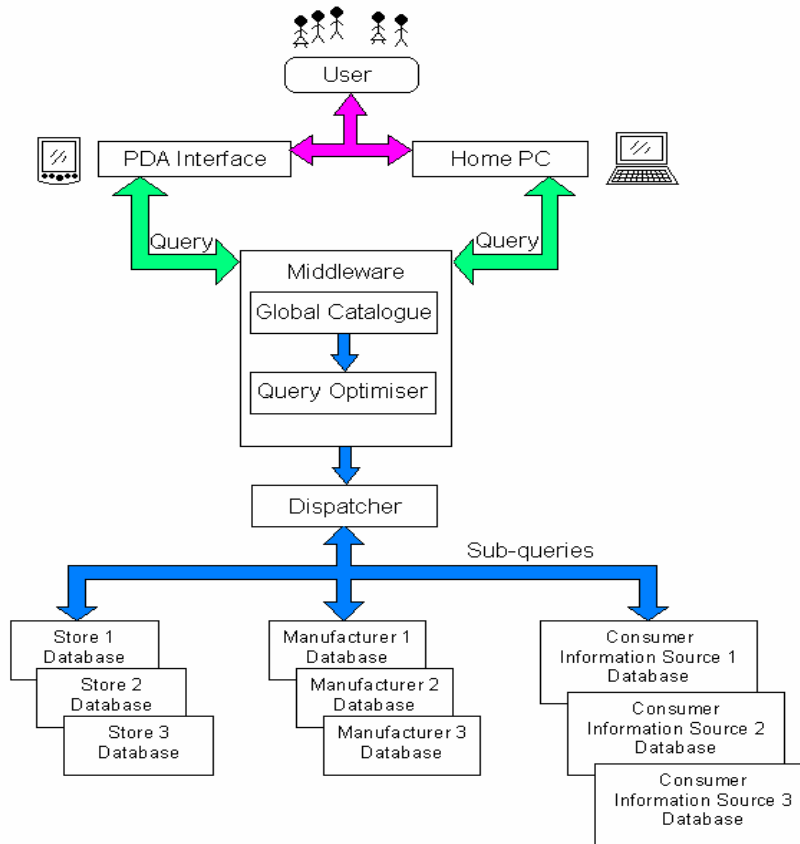 User
PDA Interface
Home PC
Query
Query
Middleware
Global Catalogue
Query Optimiser
Dispatcher
Sub-queries
Store 1
Database
Store 2
Database
Store 3
Database
Manufacturer 1
Database
Manufacturer 2
Database
Manufacturer 3
Database
Consumer
Information Source 1
Database
Consumer
Information Source 2
Database
Consumer
Information Source 3
Database